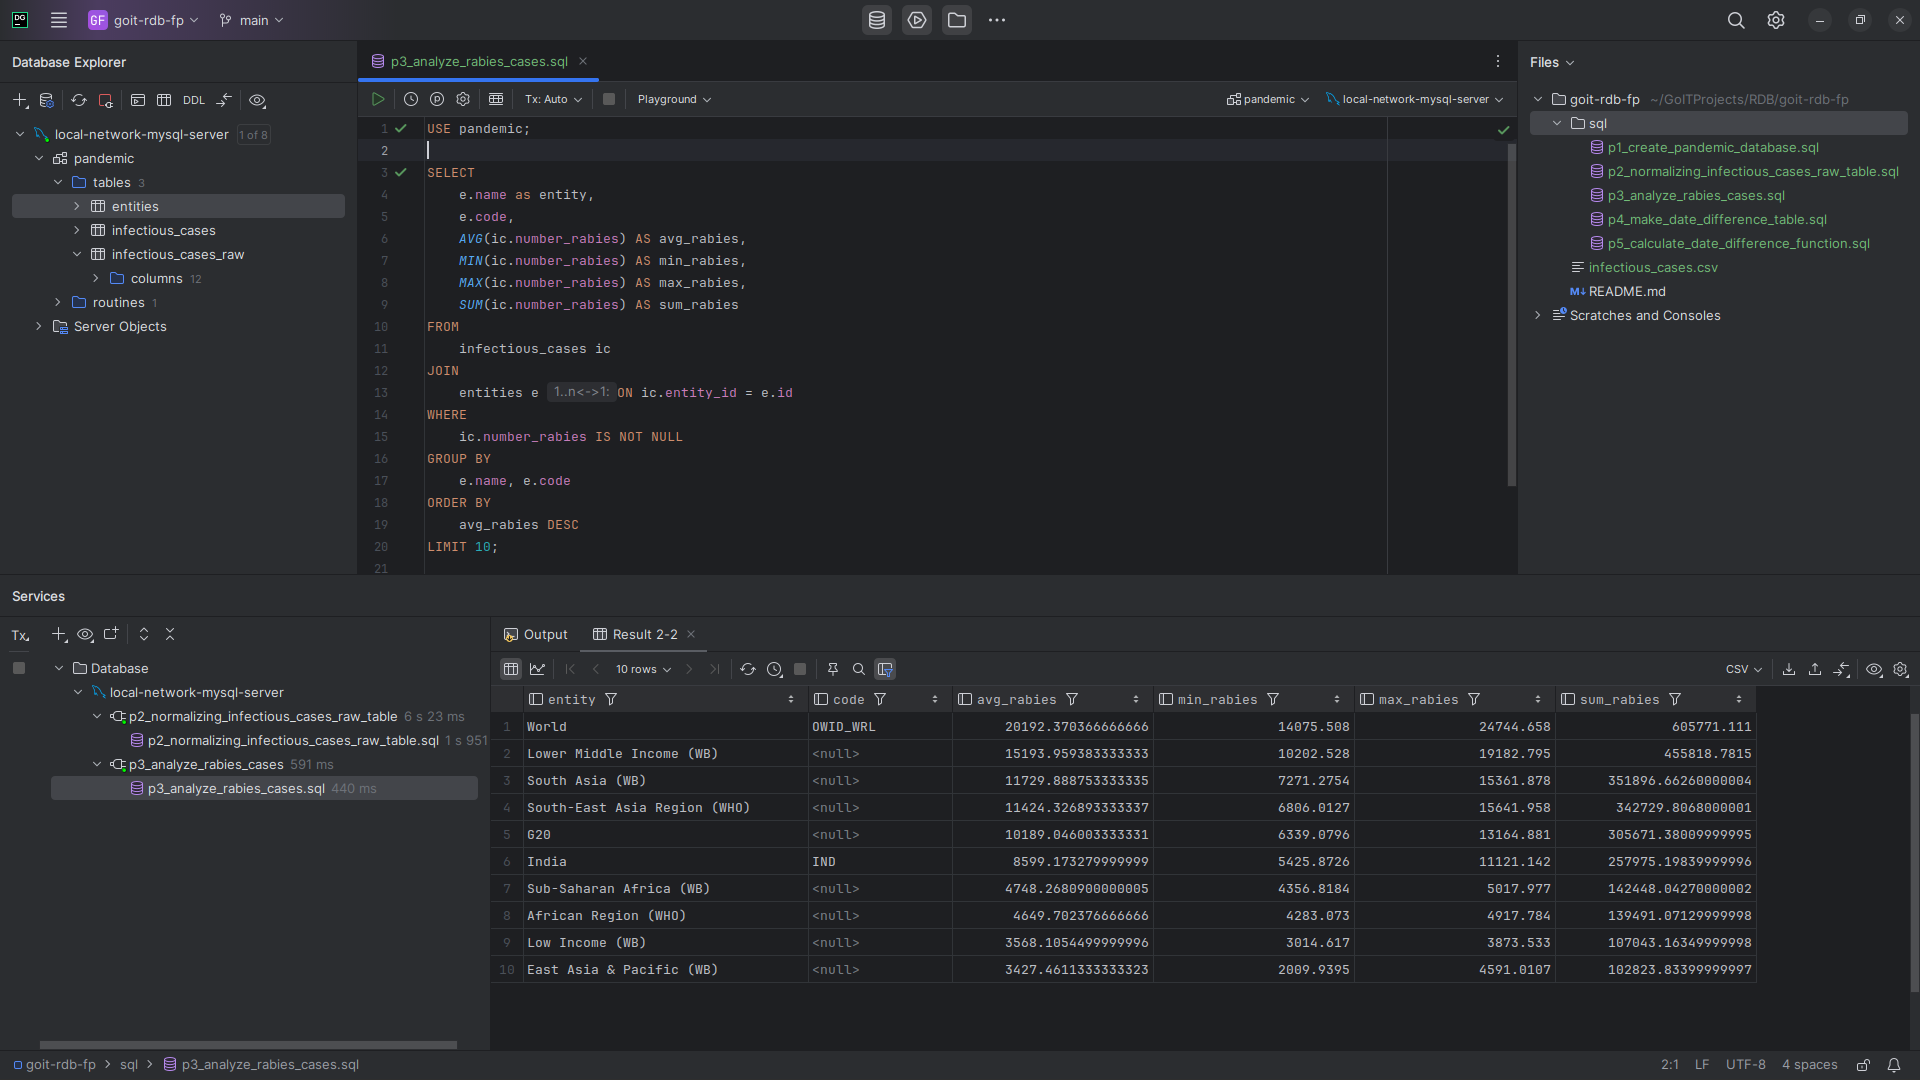 DG
GF goit-rdb-fp main
Database Explorer
DDL
local-network-mysql-server 1 of 8
pandemic
tables 3
entities
infectious_cases
infectious_cases_raw
columns 12
routines 1
Server Objects
p3_analyze_rabies_cases.sql
Tx: Auto Playground pandemic local-network-mysql-server
1 USE pandemic;
2
3 SELECT
4 e.name as entity,
5 e.code,
6 AVG(ic.number_rabies) AS avg_rabies,
7 MIN(ic.number_rabies) AS min_rabies,
8 MAX(ic.number_rabies) AS max_rabies,
9 SUM(ic.number_rabies) AS sum_rabies
10 FROM
11 infectious_cases ic
12 JOIN
13 entities e 1..n<->1: ON ic.entity_id = e.id
14 WHERE
15 ic.number_rabies IS NOT NULL
16 GROUP BY
17 e.name, e.code
18 ORDER BY
19 avg_rabies DESC
20 LIMIT 10;
21
Files
goit-rdb-fp ~/GoITProjects/RDB/goit-rdb-fp
sql
p1_create_pandemic_database.sql
p2_normalizing_infectious_cases_raw_table.sql
p3_analyze_rabies_cases.sql
p4_make_date_difference_table.sql
p5_calculate_date_difference_function.sql
infectious_cases.csv
M↓ README.md
Scratches and Consoles
Services
Tx
Database
local-network-mysql-server
p2_normalizing_infectious_cases_raw_table 6 s 23 ms
p2_normalizing_infectious_cases_raw_table.sql 1 s 951
p3_analyze_rabies_cases 591 ms
p3_analyze_rabies_cases.sql 440 ms
Output Result 2-2
10 rows CSV
entity code avg_rabies min_rabies max_rabies sum_rabies
1 World OWID_WRL 20192.370366666666 14075.508 24744.658 605771.111
2 Lower Middle Income (WB) <null> 15193.959383333333 10202.528 19182.795 455818.7815
3 South Asia (WB) <null> 11729.888753333335 7271.2754 15361.878 351896.66260000004
4 South-East Asia Region (WHO) <null> 11424.326893333337 6806.0127 15641.958 342729.8068000001
5 G20 <null> 10189.046003333331 6339.0796 13164.881 305671.38009999995
6 India IND 8599.173279999999 5425.8726 11121.142 257975.19839999996
7 Sub-Saharan Africa (WB) <null> 4748.2680900000005 4356.8184 5017.977 142448.04270000002
8 African Region (WHO) <null> 4649.702376666666 4283.073 4917.784 139491.07129999998
9 Low Income (WB) <null> 3568.1054499999996 3014.617 3873.533 107043.16349999998
10 East Asia & Pacific (WB) <null> 3427.4611333333323 2009.9395 4591.0107 102823.83399999997
goit-rdb-fp sql p3_analyze_rabies_cases.sql
2:1 LF UTF-8 4 spaces